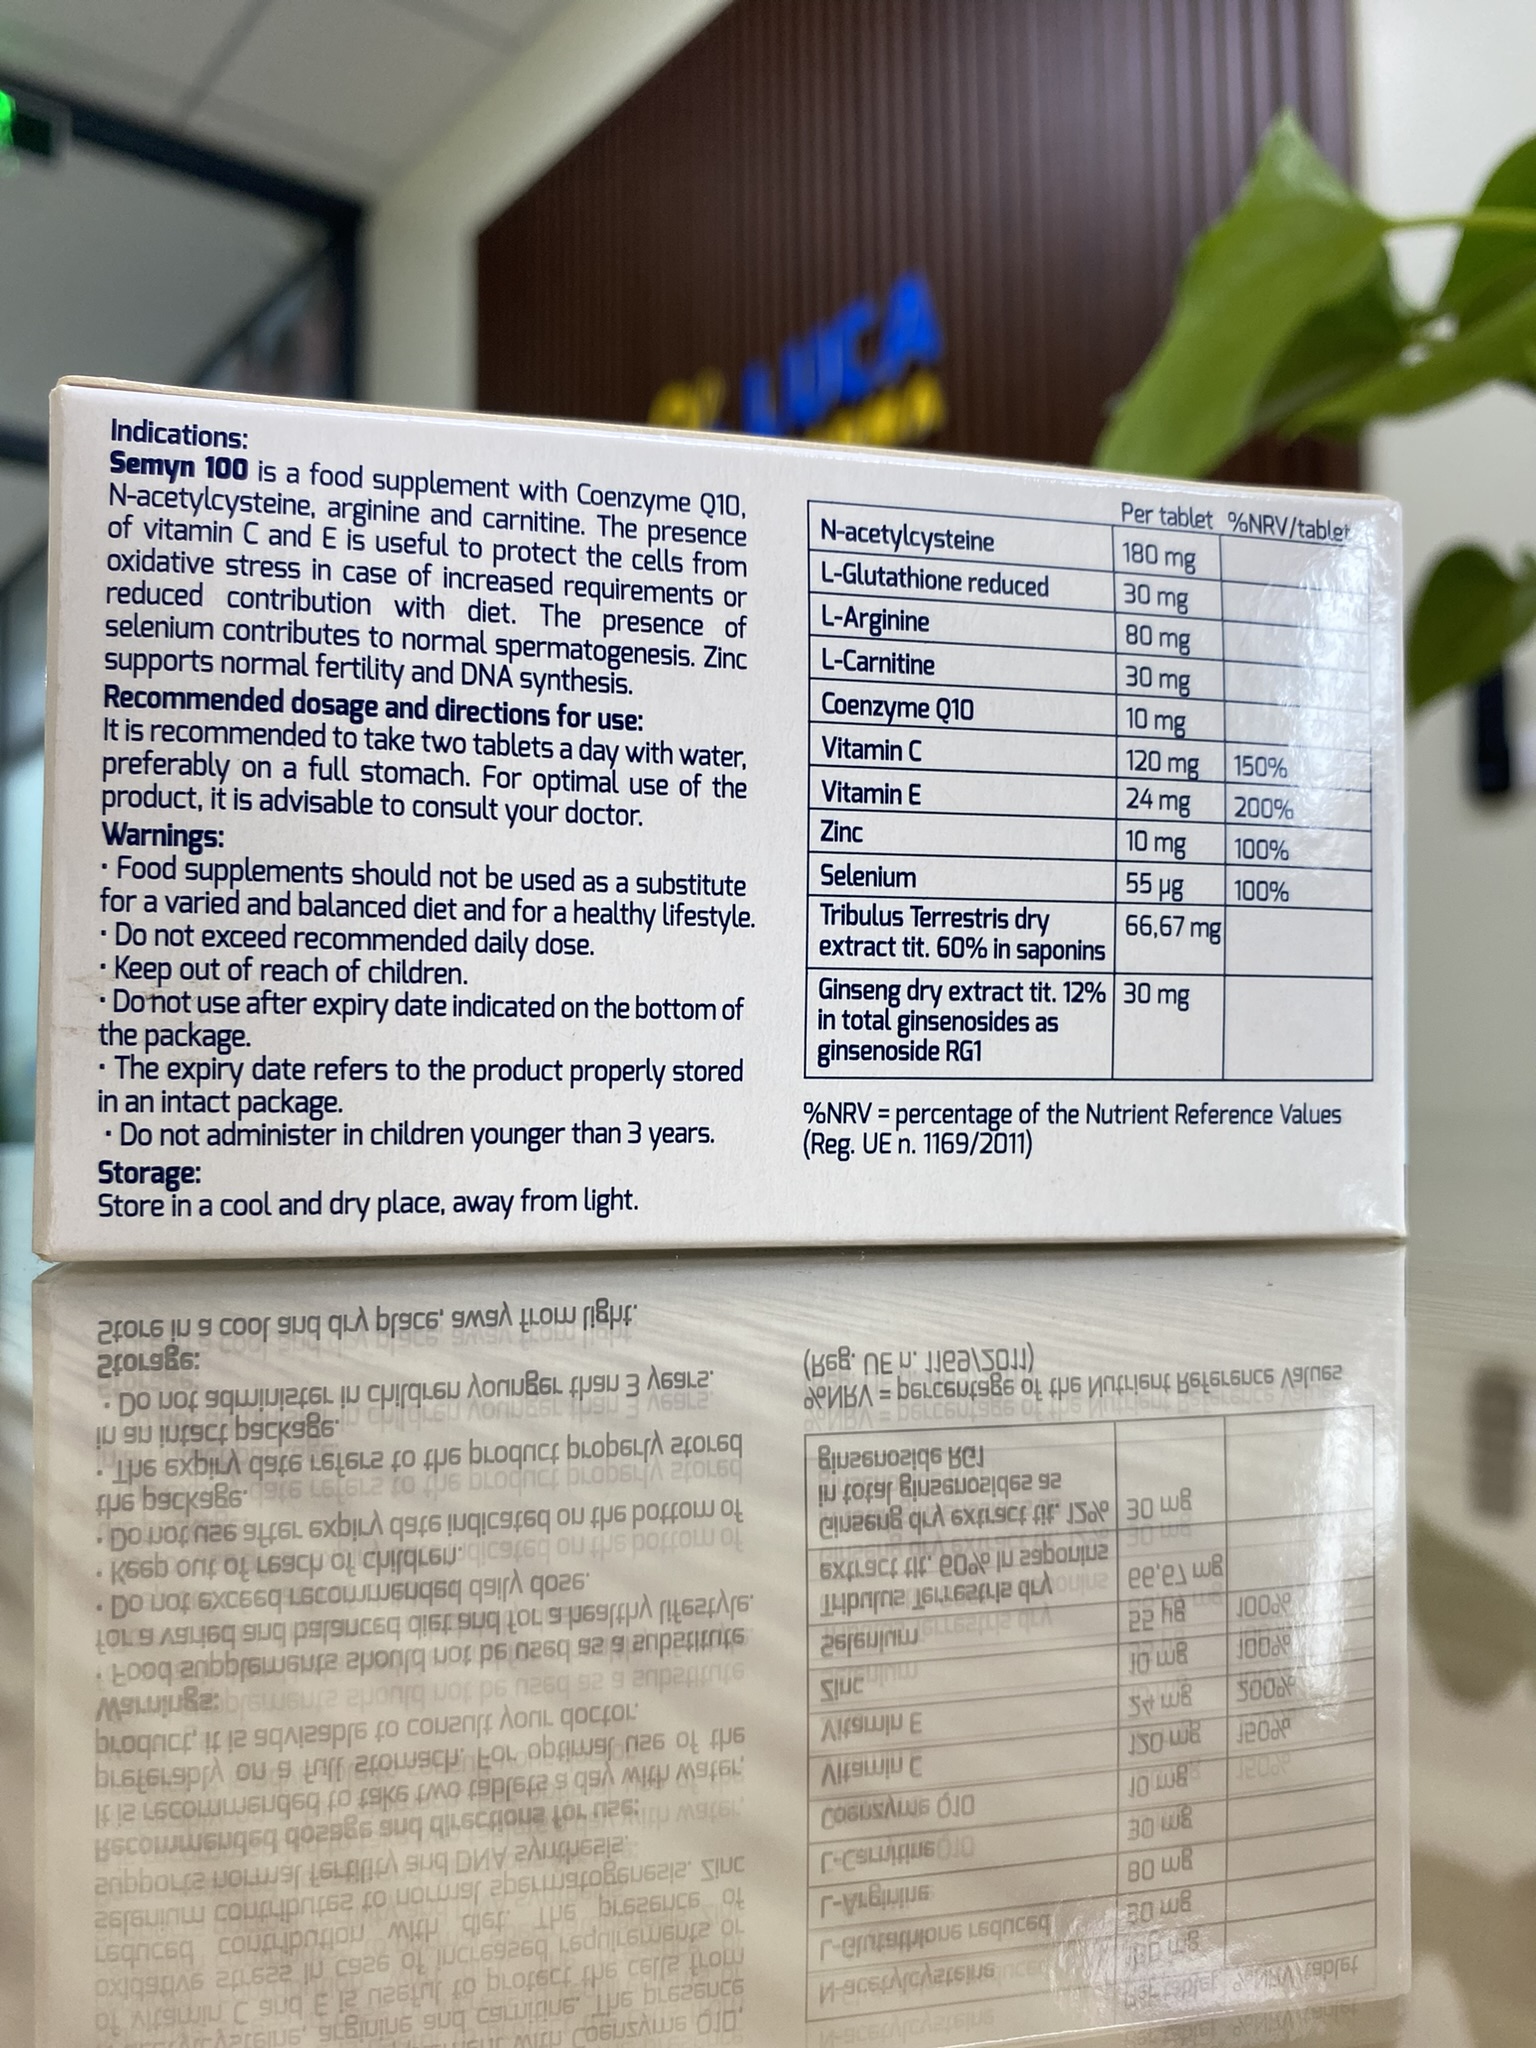 LUCA
Indications:
Semyn 100 is a food supplement with Coenzyme Q10,
N-acetylcysteine, arginine and carnitine. The presence
of vitamin C and E is useful to protect the cells from
oxidative stress in case of increased requirements or
reduced contribution with diet. The presence of
selenium contributes to normal spermatogenesis. Zinc
supports normal fertility and DNA synthesis.
Recommended dosage and directions for use:
It is recommended to take two tablets a day with water,
preferably on a full stomach. For optimal use of the
product, it is advisable to consult your doctor.
Warnings:
· Food supplements should not be used as a substitute
for a varied and balanced diet and for a healthy lifestyle.
· Do not exceed recommended daily dose.
· Keep out of reach of children.
· Do not use after expiry date indicated on the bottom of
the package.
· The expiry date refers to the product properly stored
in an intact package.
· Do not administer in children younger than 3 years.
Storage:
Store in a cool and dry place, away from light.
Per tablet %NRV/tablet
N-acetylcysteine 180 mg
L-Glutathione reduced 30 mg
L-Arginine 80 mg
L-Carnitine 30 mg
Coenzyme Q10 10 mg
Vitamin C 120 mg 150%
Vitamin E 24 mg 200%
Zinc 10 mg 100%
Selenium 55 µg 100%
Tribulus Terrestris dry 66,67 mg
extract tit. 60% in saponins
Ginseng dry extract tit. 12% 30 mg
in total ginsenosides as
ginsenoside RG1
%NRV = percentage of the Nutrient Reference Values
(Reg. UE n. 1169/2011)